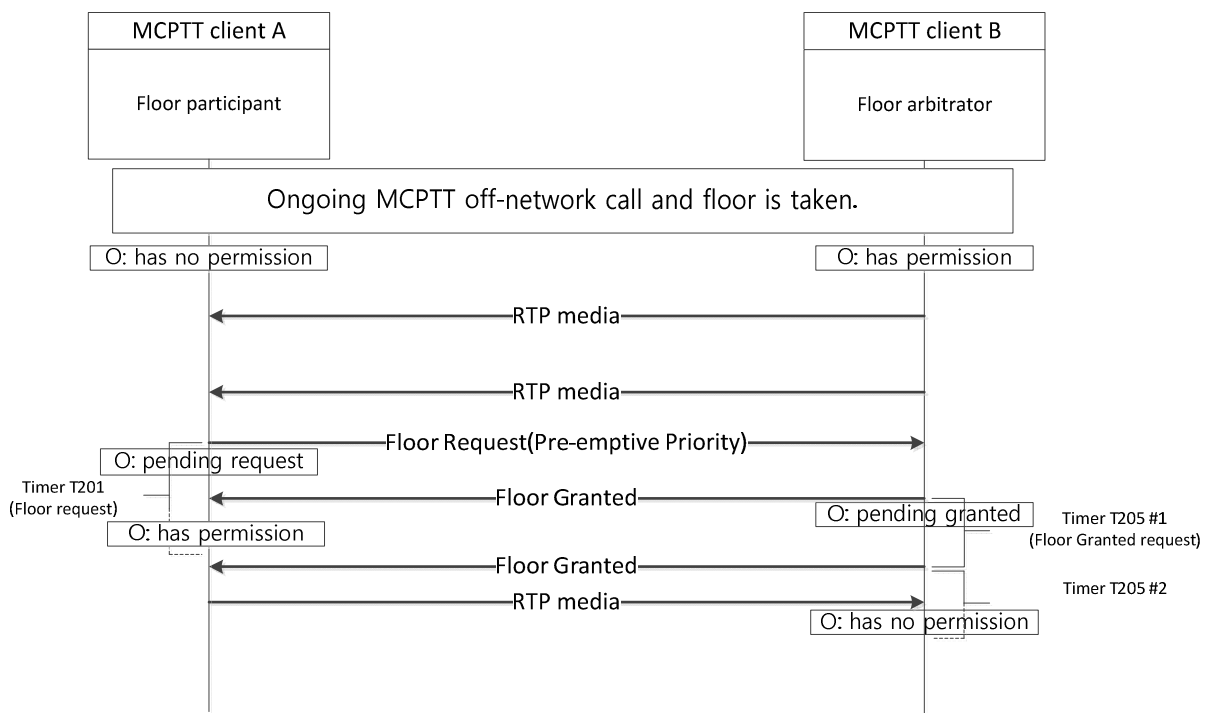 MCPTT client A
MCPTT client B
Floor participant
Floor arbitrator
Ongoing MCPTT off-network call and floor is taken.
O: has no permission
O: has permission
RTP media
RTP media
Floor Request(Pre-emptive Priority)
O: pending request
Timer T201
(Floor request)
Floor Granted
O: pending granted
Timer T205 #1
(Floor Granted request)
O: has permission
Floor Granted
Timer T205 #2
RTP media
O: has no permission